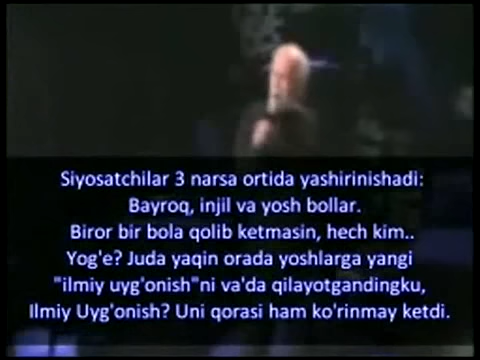 Siyosatchilar 3 narsa ortida yashirinishadi:
Bayroq, injil va yosh bollar.
Biror bir bola qolib ketmasin, hech kim..
Yog'e? Juda yaqin orada yoshlarga yangi
"ilmiy uyg'onish"ni va'da qilayotgandingku,
Ilmiy Uyg'onish? Uni qorasi ham ko'rinmay ketdi.